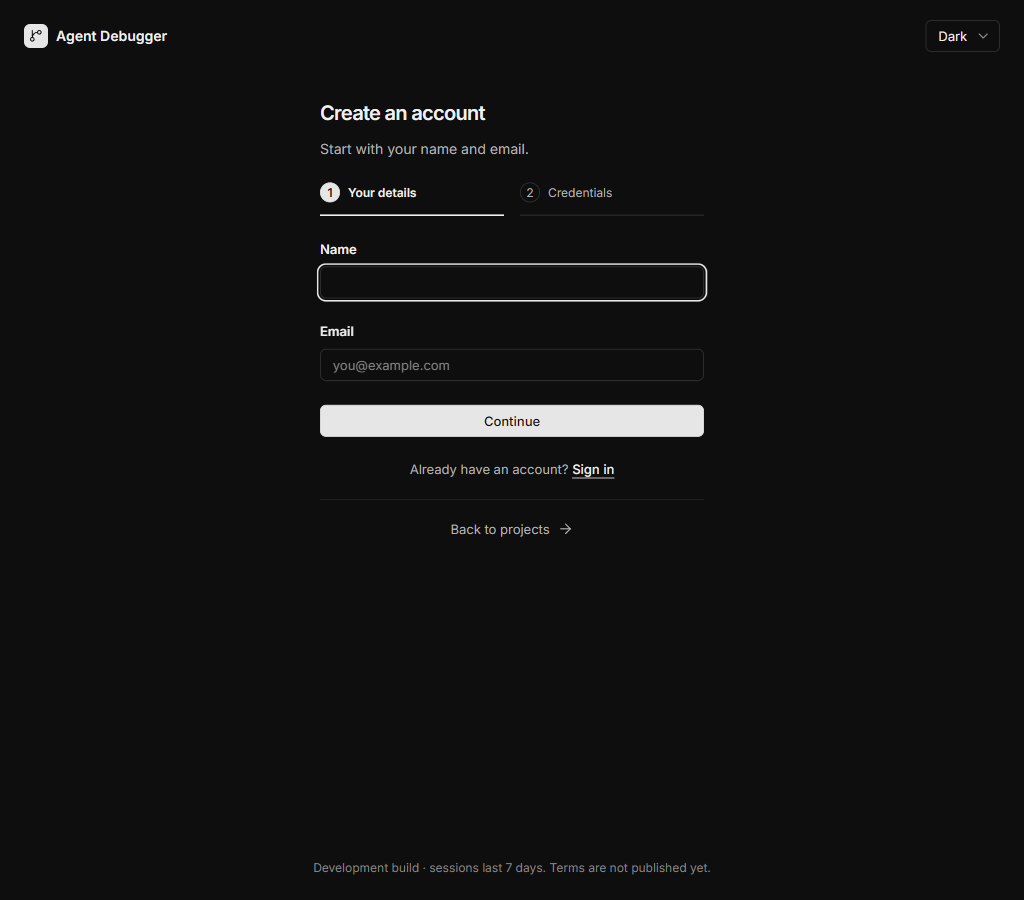 Agent Debugger
Dark
Create an account
Start with your name and email.
1 Your details
2 Credentials
Name
Email
you@example.com
Continue
Already have an account? Sign in
Back to projects
Development build · sessions last 7 days. Terms are not published yet.